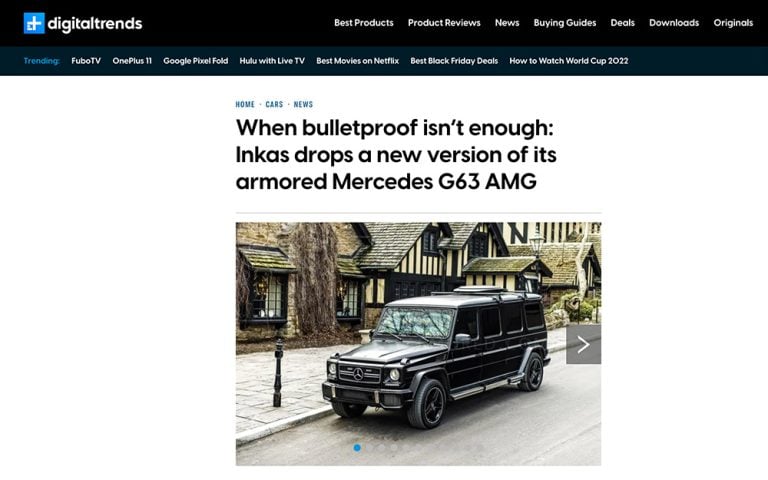 digitaltrends
Best Products Product Reviews News Buying Guides Deals Downloads Originals
Trending: FuboTV OnePlus 11 Google Pixel Fold Hulu with Live TV Best Movies on Netflix Best Black Friday Deals How to Watch World Cup 2022
HOME · CARS · NEWS
When bulletproof isn’t enough:
Inkas drops a new version of its
armored Mercedes G63 AMG